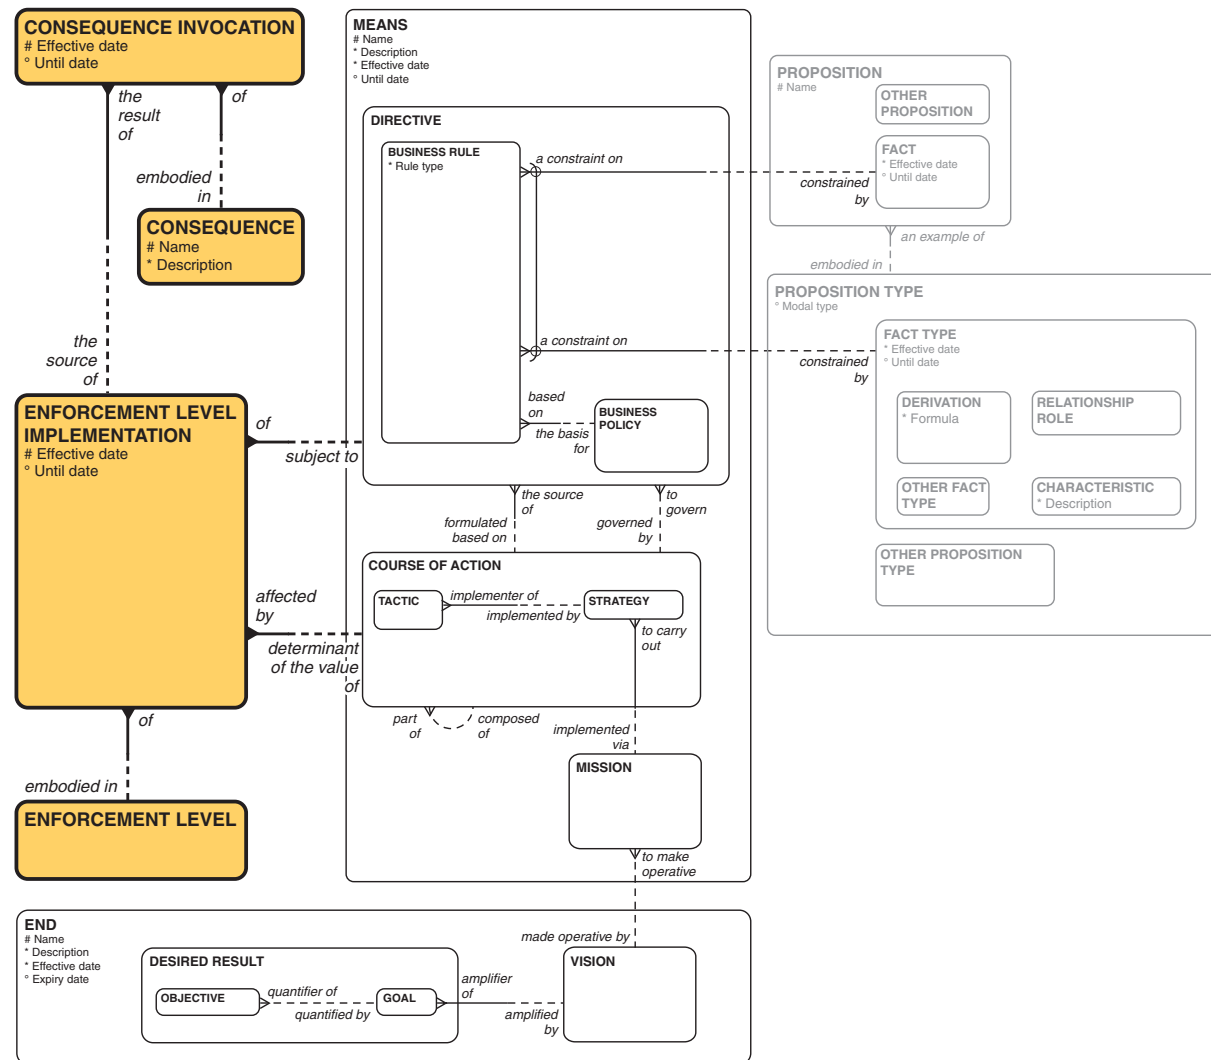 CONSEQUENCE INVOCATION
# Effective date
° Until date
the
result
of
of
embodied
in
CONSEQUENCE
# Name
* Description
the
source
of
ENFORCEMENT LEVEL
IMPLEMENTATION
# Effective date
° Until date
of
subject to
affected
by
determinant
of the value
of
of
embodied in
ENFORCEMENT LEVEL
MEANS
# Name
* Description
* Effective date
° Until date
DIRECTIVE
BUSINESS RULE
* Rule type
a constraint on
constrained
by
a constraint on
constrained
by
based
on
the basis
for
BUSINESS
POLICY
the source
of
formulated
based on
to
govern
governed
by
COURSE OF ACTION
TACTIC
implementer of
implemented by
STRATEGY
to carry
out
part
of
composed
of
implemented
via
MISSION
to make
operative
PROPOSITION
# Name
OTHER
PROPOSITION
FACT
* Effective date
° Until date
an example of
embodied in
PROPOSITION TYPE
° Modal type
FACT TYPE
* Effective date
° Until date
DERIVATION
* Formula
RELATIONSHIP
ROLE
OTHER FACT
TYPE
CHARACTERISTIC
* Description
OTHER PROPOSITION
TYPE
END
# Name
* Description
* Effective date
° Expiry date
made operative by
DESIRED RESULT
OBJECTIVE
quantifier of
quantified by
GOAL
amplifier
of
amplified
by
VISION